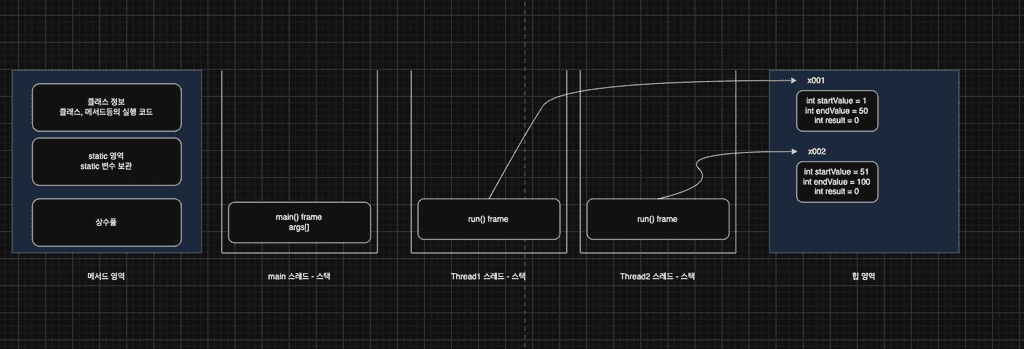 클래스 정보
클래스, 메서드등의 실행 코드
static 영역
static 변수 보관
상수풀
메서드 영역
main() frame
args[]
main 스레드 - 스택
run() frame
Thread1 스레드 - 스택
run() frame
Thread2 스레드 - 스택
x001
int startValue = 1
int endValue = 50
int result = 0
x002
int startValue = 51
int endValue = 100
int result = 0
힙 영역